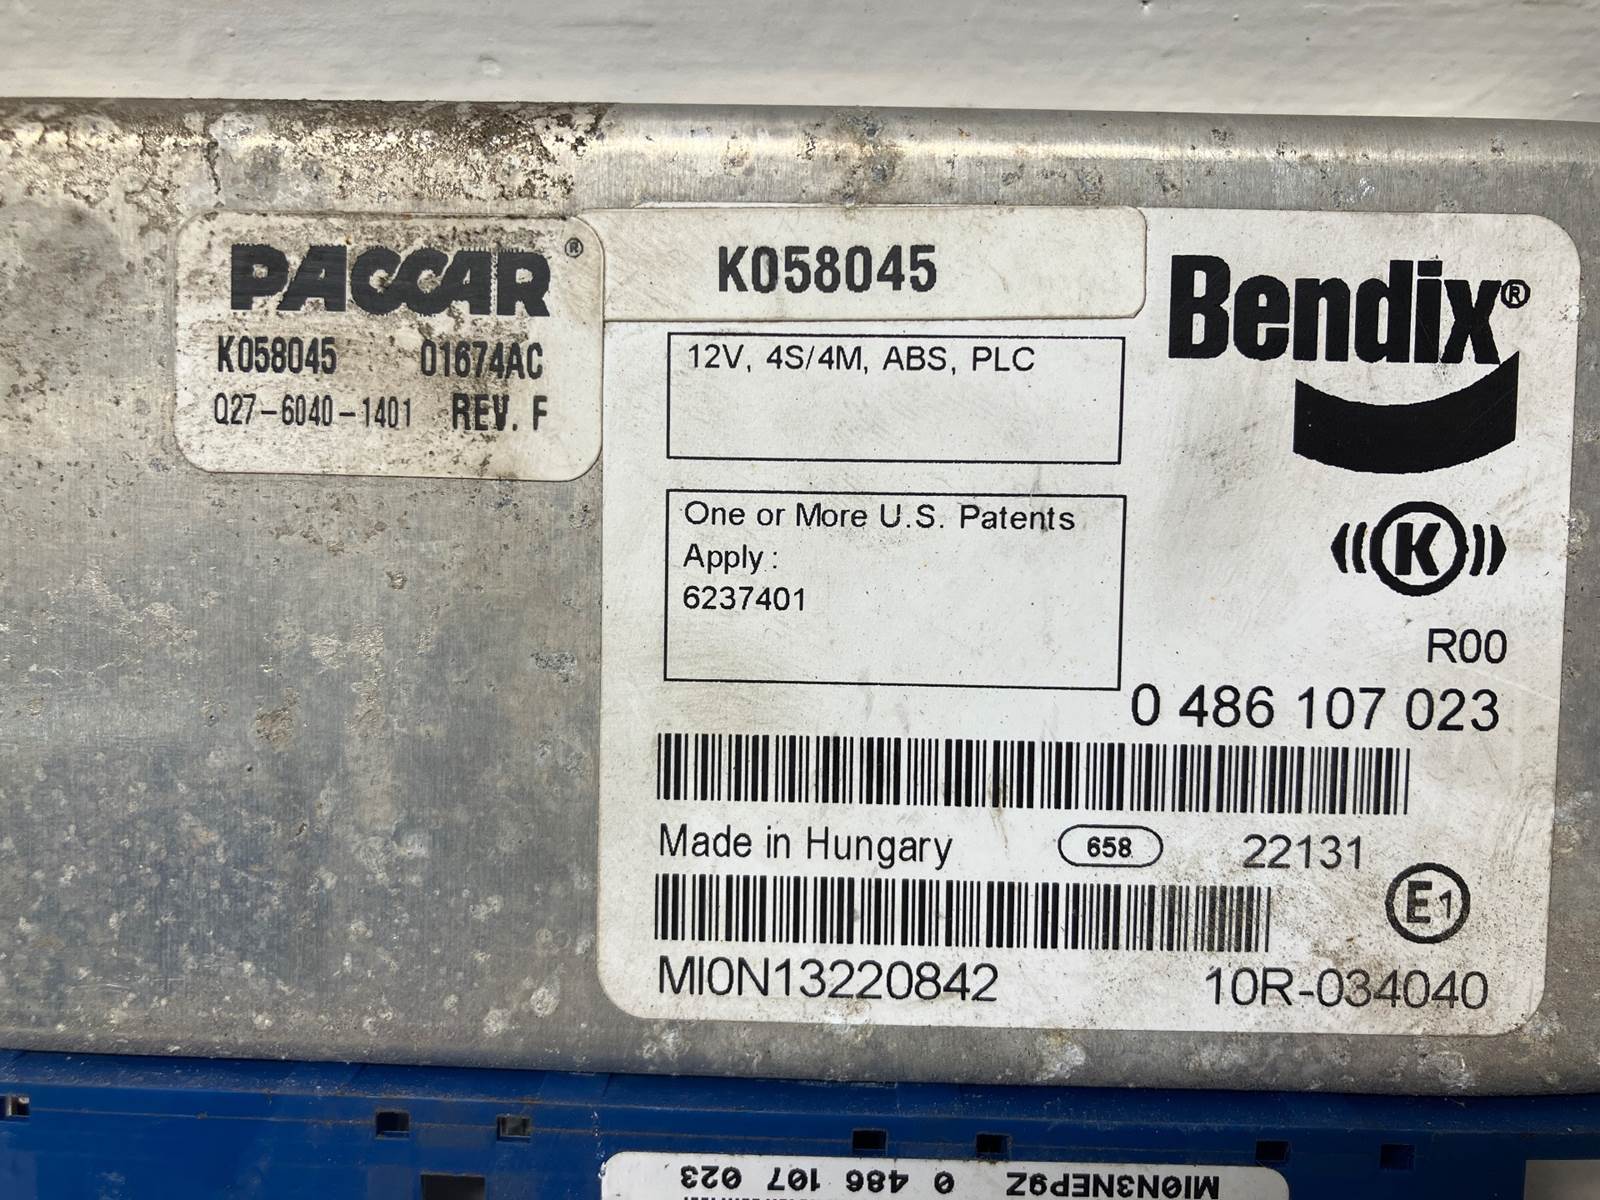 PACCAR®
K058045 01674AC
Q27-6040-1401 REV. F
K058045
Bendix®
12V, 4S/4M, ABS, PLC
One or More U.S. Patents
Apply :
6237401
K
R00
0 486 107 023
Made in Hungary 658 22131
E1
MI0N13220842 10R-034040
0 486 107 023 MI0N3NEP9Z